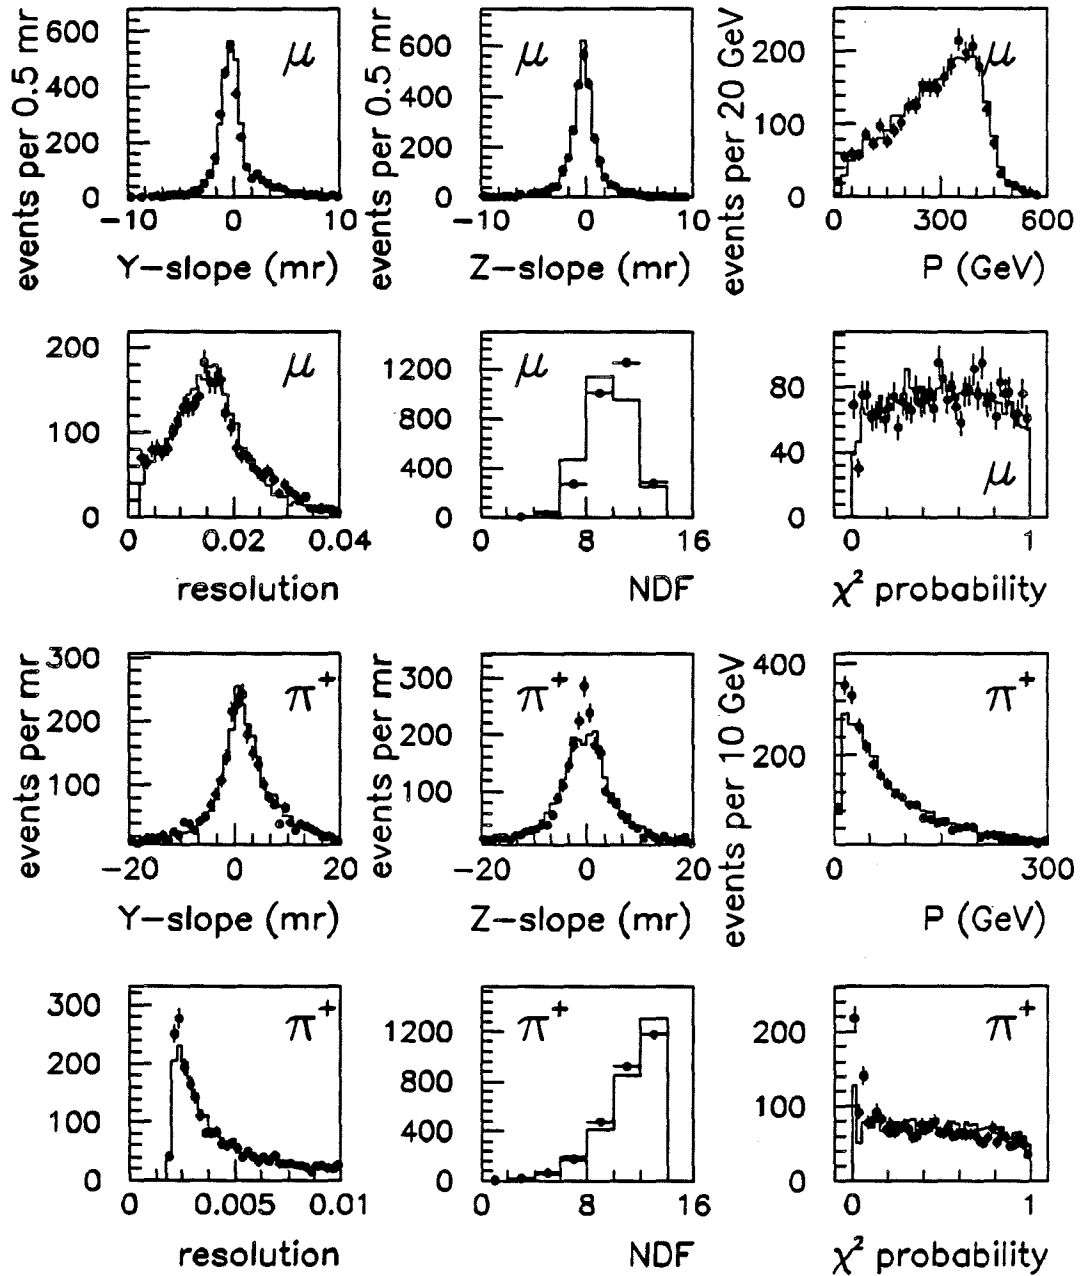 events per 0.5 mr
600
400
200
0
−10
0
10
μ
Y−slope (mr)
events per 0.5 mr
600
400
200
0
−10
0
10
μ
Z−slope (mr)
events per 20 GeV
200
100
0
0
300
600
μ
P (GeV)
200
100
0
0
0.02
0.04
μ
resolution
1200
800
400
0
0
8
16
μ
NDF
80
40
0
0
1
μ
χ² probability
events per mr
300
200
100
−20
0
20
π⁺
Y−slope (mr)
events per mr
300
200
100
−20
0
20
π⁺
Z−slope (mr)
events per 10 GeV
400
200
0
300
π⁺
P (GeV)
300
200
100
0
0
0.005
0.01
π⁺
resolution
1200
800
400
0
0
8
16
π⁺
NDF
200
100
0
0
1
π⁺
χ² probability